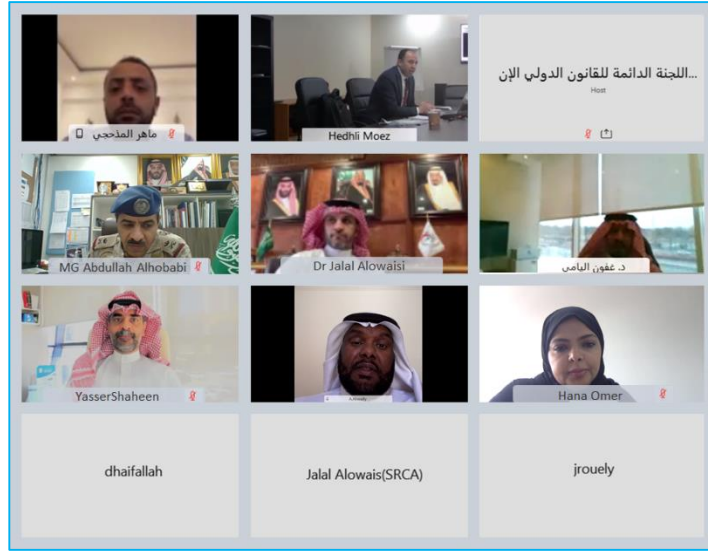 ماهر المذحجي
Hedhli Moez
...اللجنة الدائمة للقانون الدولي الإن
Host
MG Abdullah Alhobabi
Dr Jalal Alowaisi
د. غفون اليامي
YasserShaheen
Hana Omer
dhaifallah
Jalal Alowais(SRCA)
jrouely